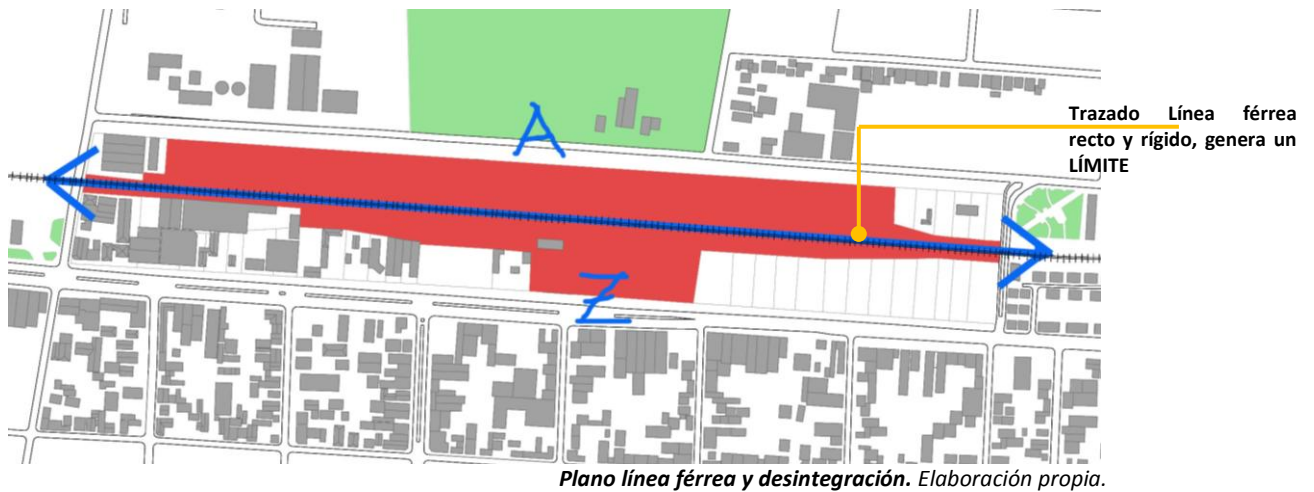 A
Trazado Línea férrea
recto y rígido, genera un
LÍMITE
Z
Plano línea férrea y desintegración. Elaboración propia.